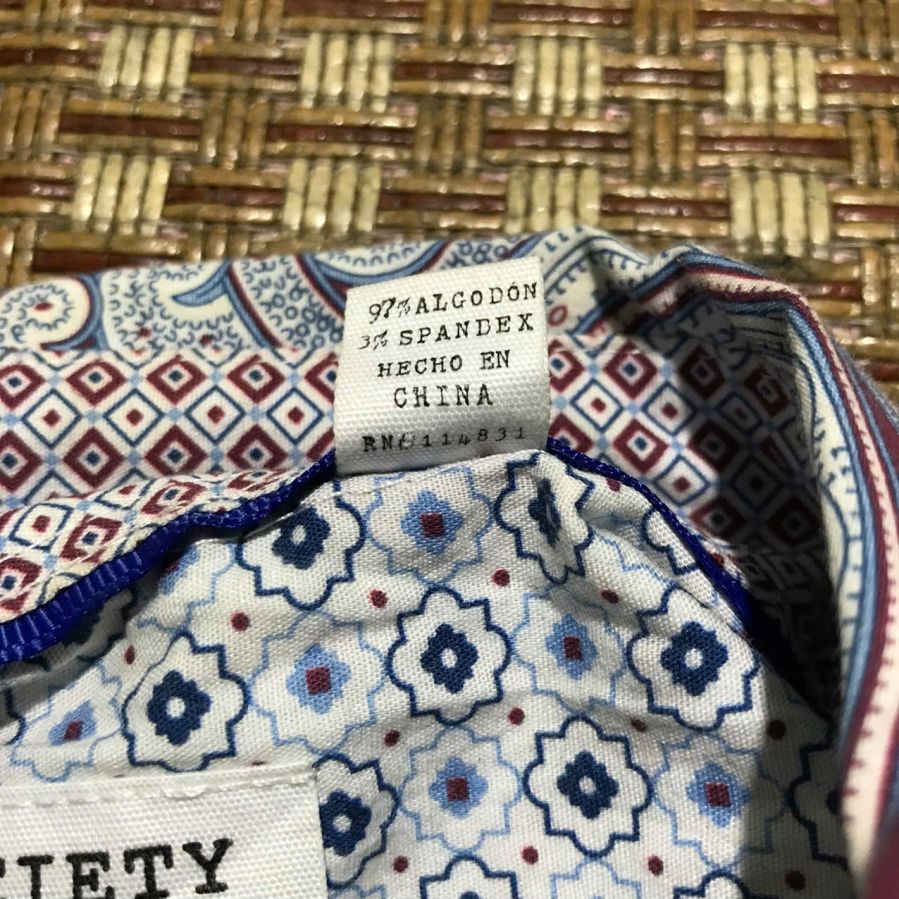 97% ALGODÓN
3% SPANDEX
HECHO EN
CHINA
RN# 114831